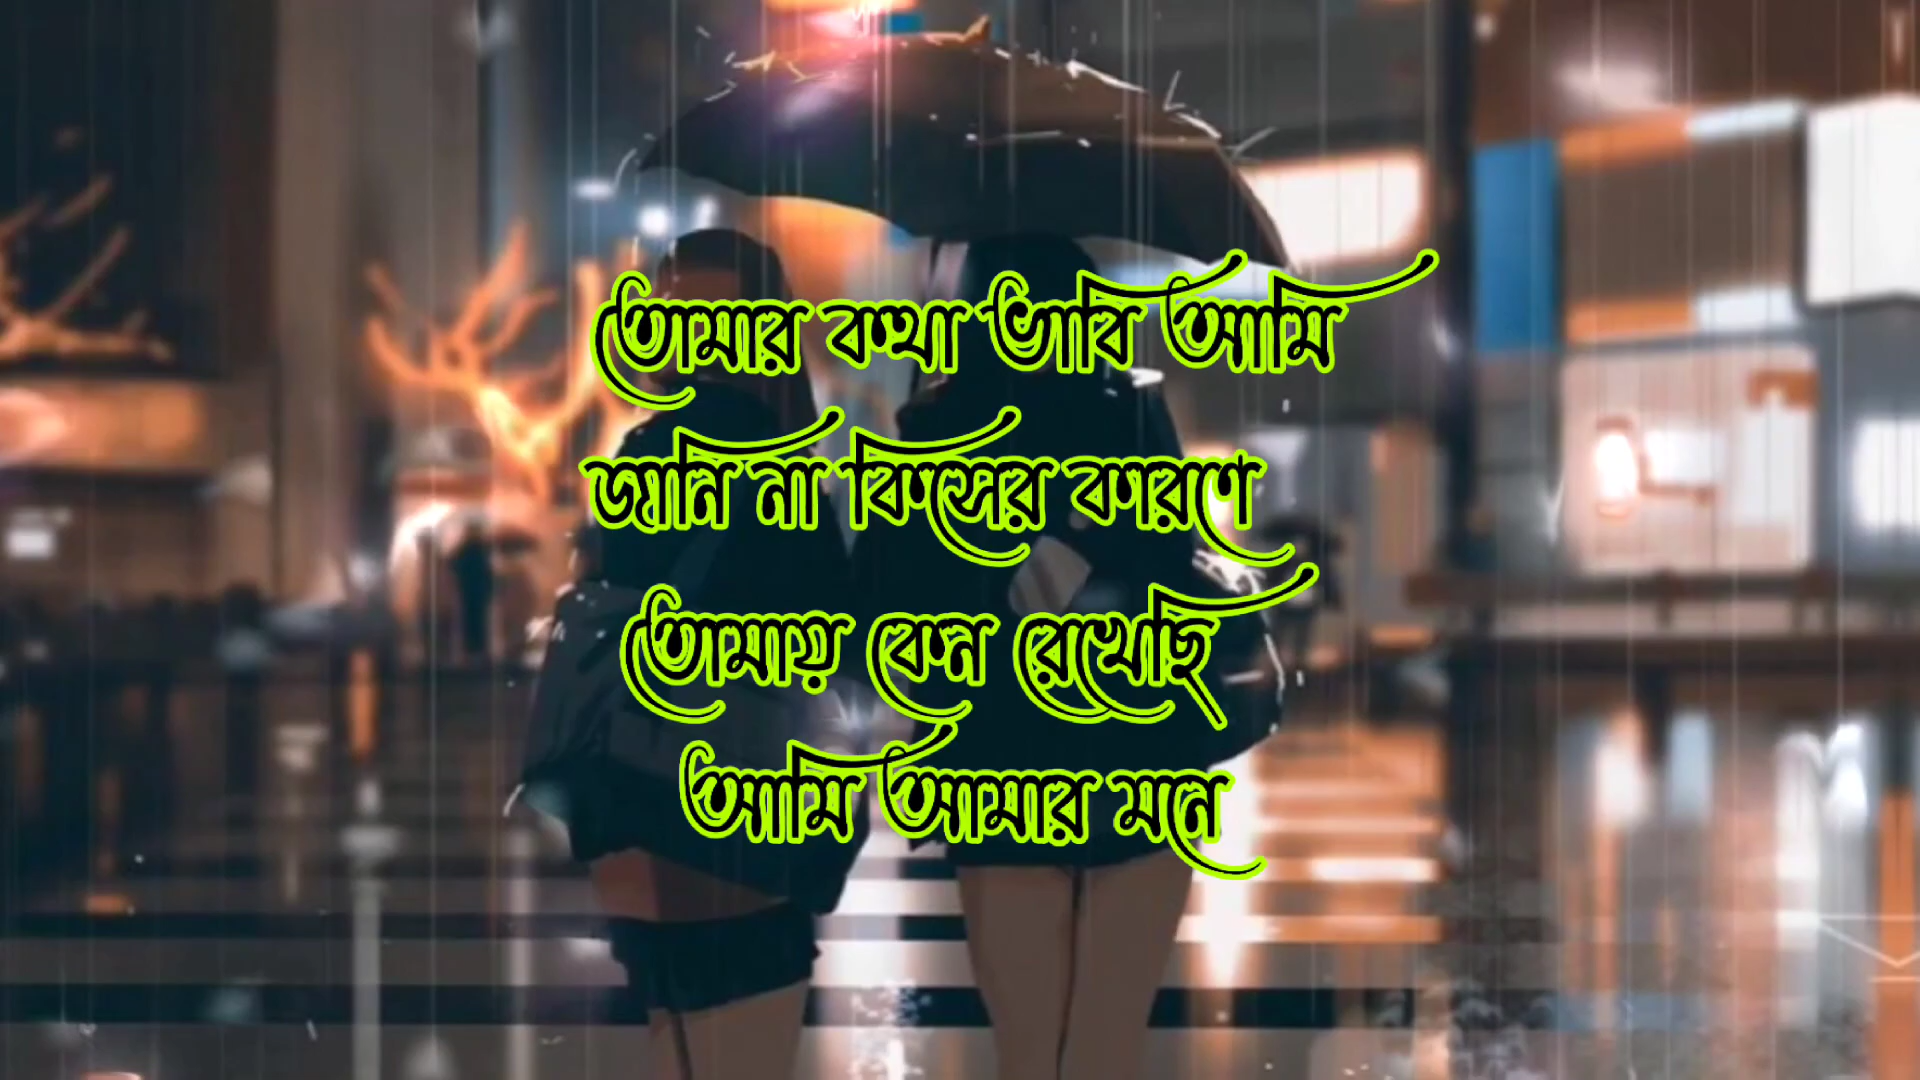 তোমার কথা ভাবি আমি
জানি না কিসের কারণে
তোমায় কেন রেখেছি
আমি আমার মনে